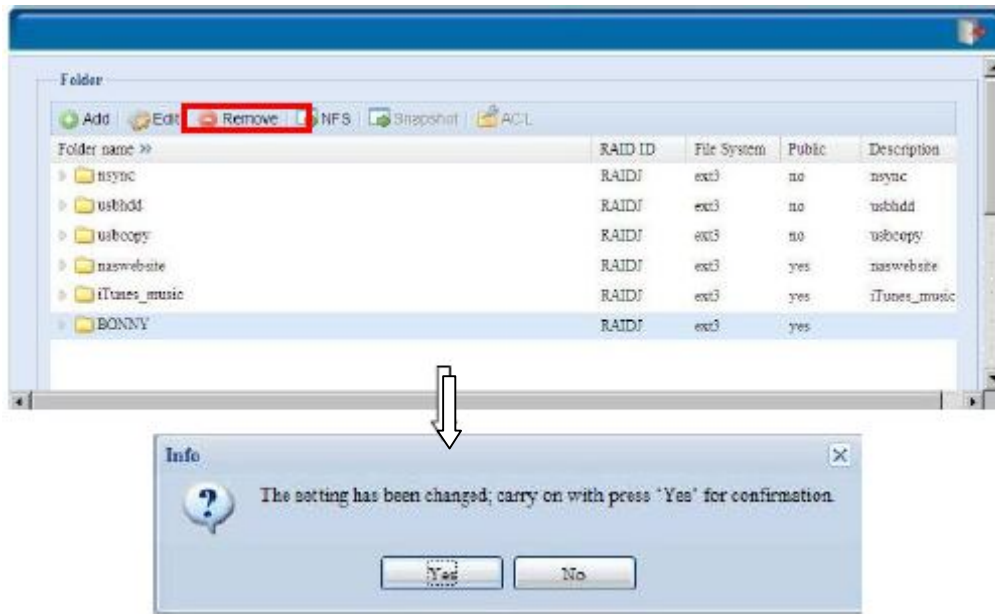 Folder
Add Edit Remove NFS Snapshot ACL
Folder name » RAID ID File System Public Description
nsync RAIDJ ext3 no nsync
usbhdd RAIDJ ext3 no usbhdd
usbcopy RAIDJ ext3 no usbcopy
naswebsite RAIDJ ext3 yes naswebsite
iTunes_music RAIDJ ext3 yes iTunes_music
BONNY RAIDJ ext3 yes
Info
The setting has been changed; carry on with press "Yes" for confirmation.
Yes No